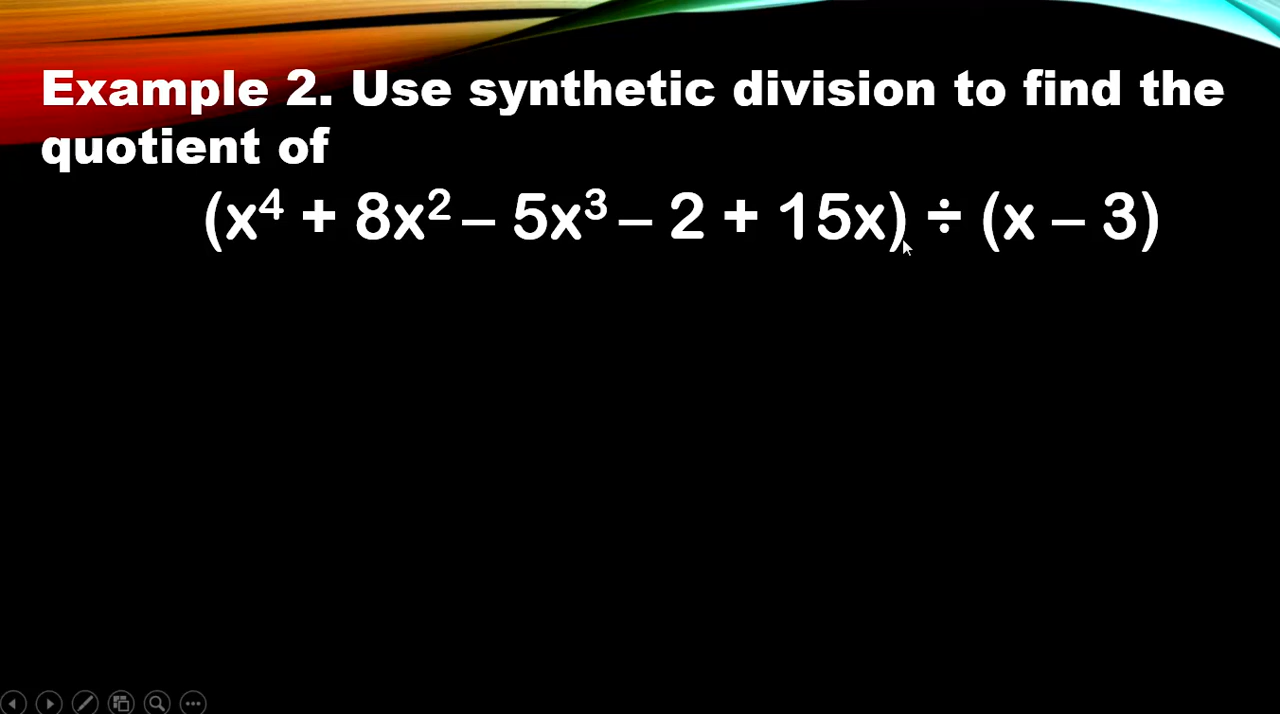 Example 2. Use synthetic division to find the
quotient of
(x⁴ + 8x² – 5x³ – 2 + 15x) ÷ (x – 3)